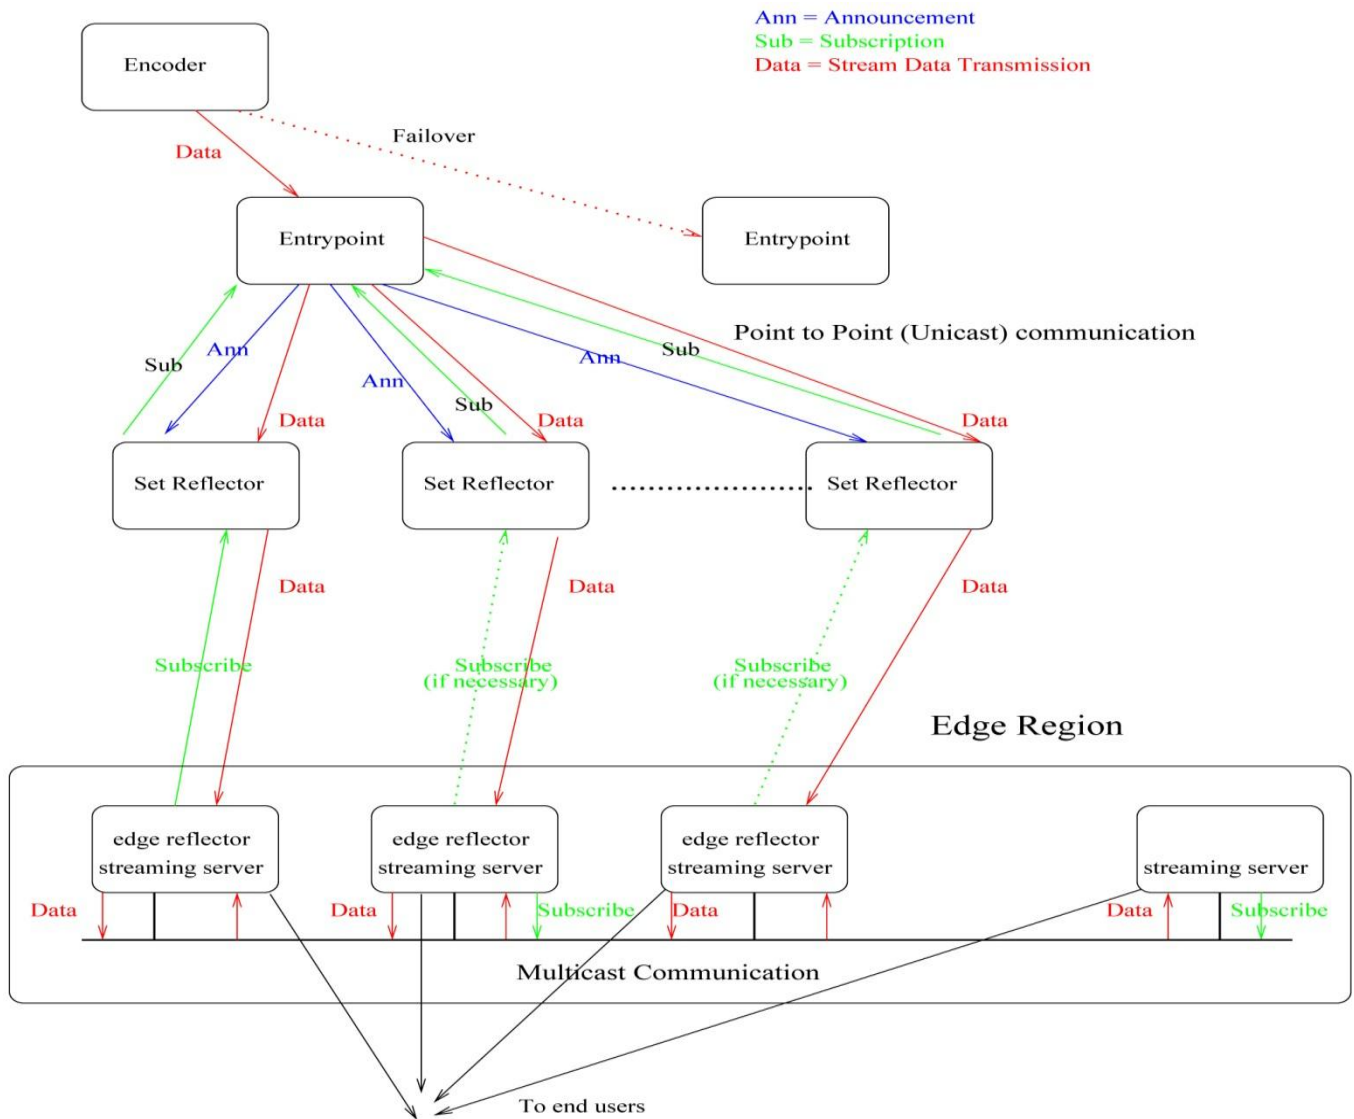 Ann = Announcement
Sub = Subscription
Data = Stream Data Transmission
Encoder
Failover
Data
Entrypoint
Entrypoint
Point to Point (Unicast) communication
Sub
Ann
Ann
Sub
Ann
Sub
Data
Data
Data
Set Reflector
Set Reflector
Set Reflector
Data
Data
Data
Subscribe
Subscribe
(if necessary)
Subscribe
(if necessary)
Edge Region
edge reflector
streaming server
edge reflector
streaming server
edge reflector
streaming server
streaming server
Data
Data
Subscribe
Data
Data
Subscribe
Multicast Communication
To end users